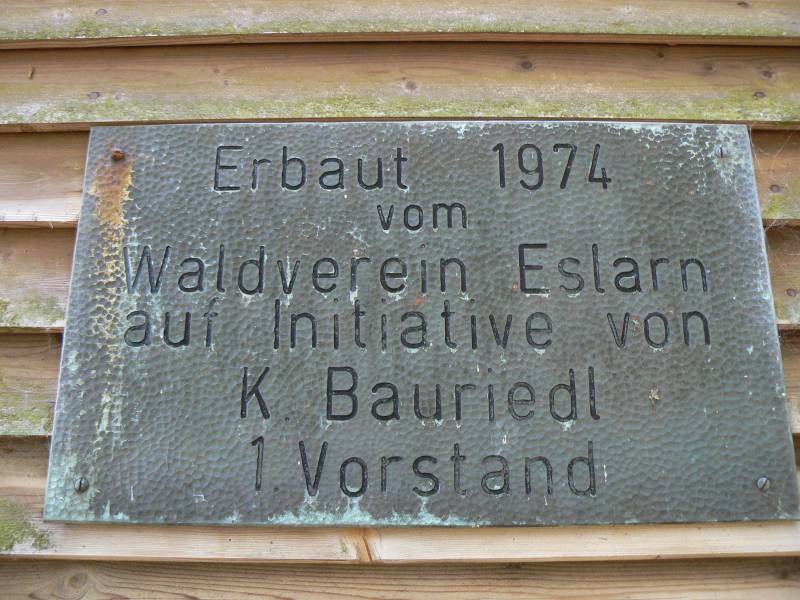 Erbaut 1974
vom
Waldverein Eslarn
auf Initiative von
K. Bauriedl
1. Vorstand